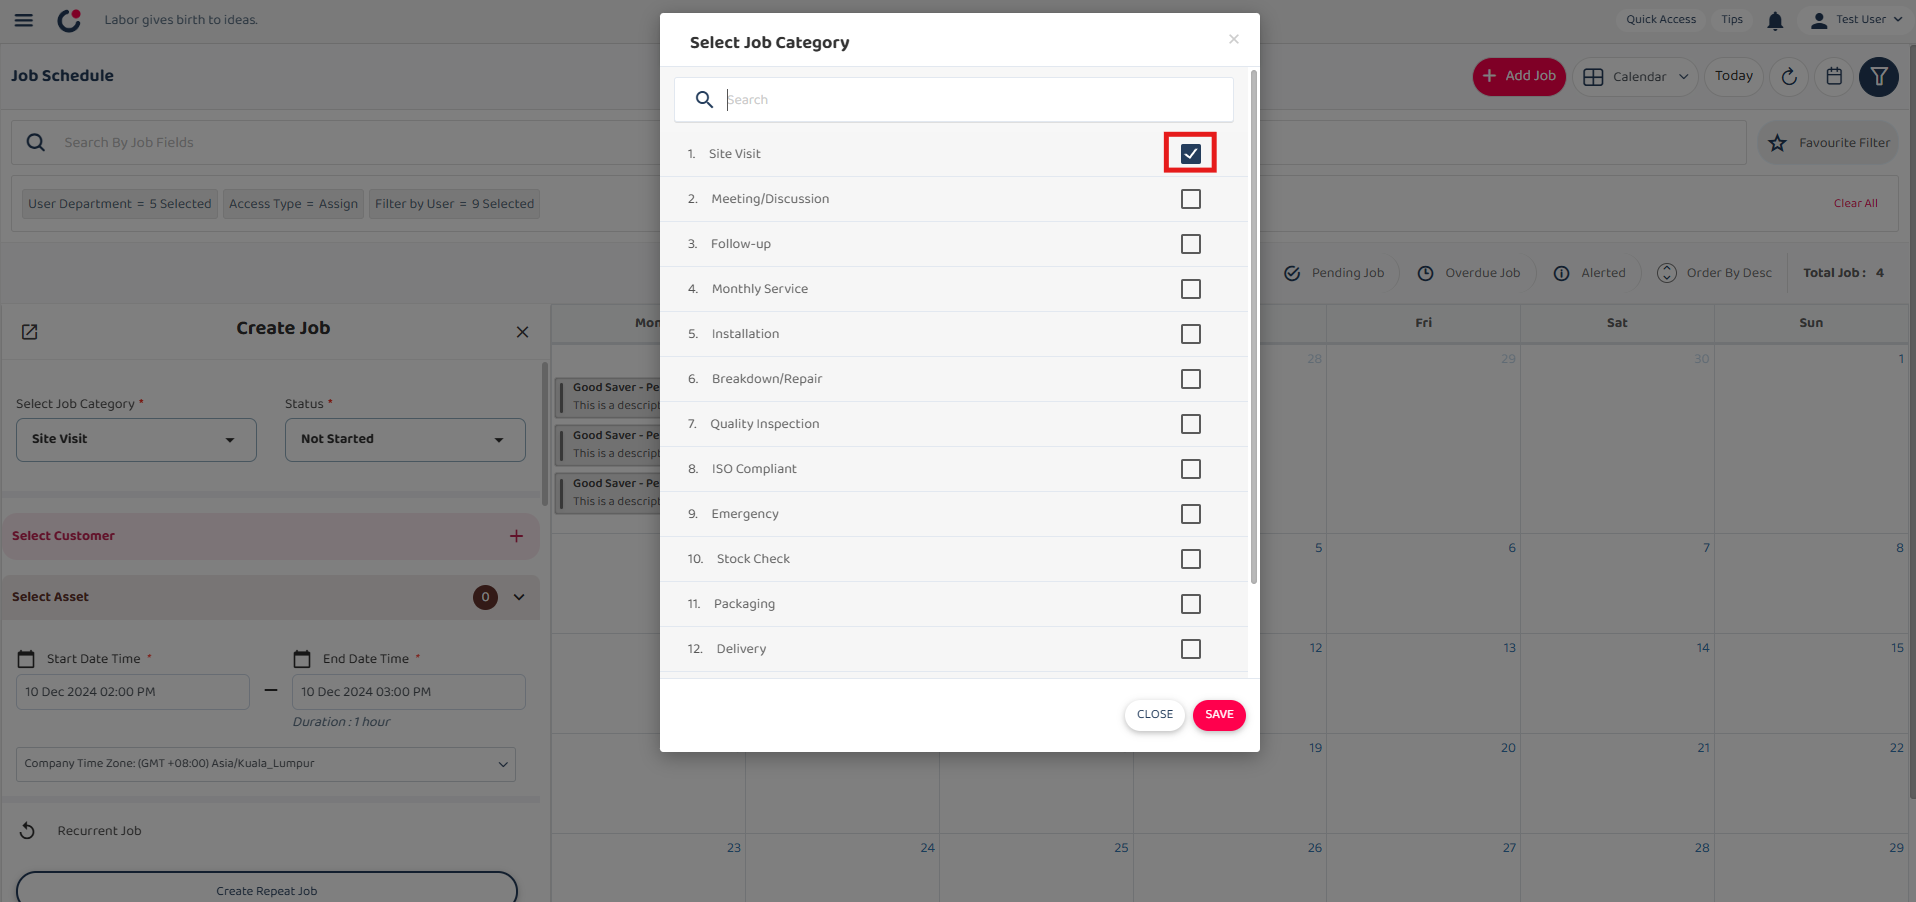 Labor gives birth to ideas.
Quick Access
Tips
Test User
Job Schedule
Add Job
Calendar
Today
Search By Job Fields
Favourite Filter
User Department = 5 Selected
Access Type = Assign
Filter by User = 9 Selected
Clear All
Pending Job
Overdue Job
Alerted
Order By Desc
Total Job : 4
Create Job
Select Job Category *
Status *
Site Visit
Not Started
Select Customer
Select Asset
0
Start Date Time *
End Date Time *
10 Dec 2024 02:00 PM
10 Dec 2024 03:00 PM
Duration : 1 hour
Company Time Zone: (GMT +08:00) Asia/Kuala_Lumpur
Recurrent Job
Create Repeat Job
Fri
Sat
Sun
28
29
30
1
Good Saver - Pe
This is a descript
Good Saver - Pe
This is a descript
Good Saver - Pe
This is a descript
5
6
7
8
12
13
14
15
19
20
21
22
23
24
25
26
27
28
29
Select Job Category
Search
1. Site Visit
2. Meeting/Discussion
3. Follow-up
4. Monthly Service
5. Installation
6. Breakdown/Repair
7. Quality Inspection
8. ISO Compliant
9. Emergency
10. Stock Check
11. Packaging
12. Delivery
CLOSE
SAVE